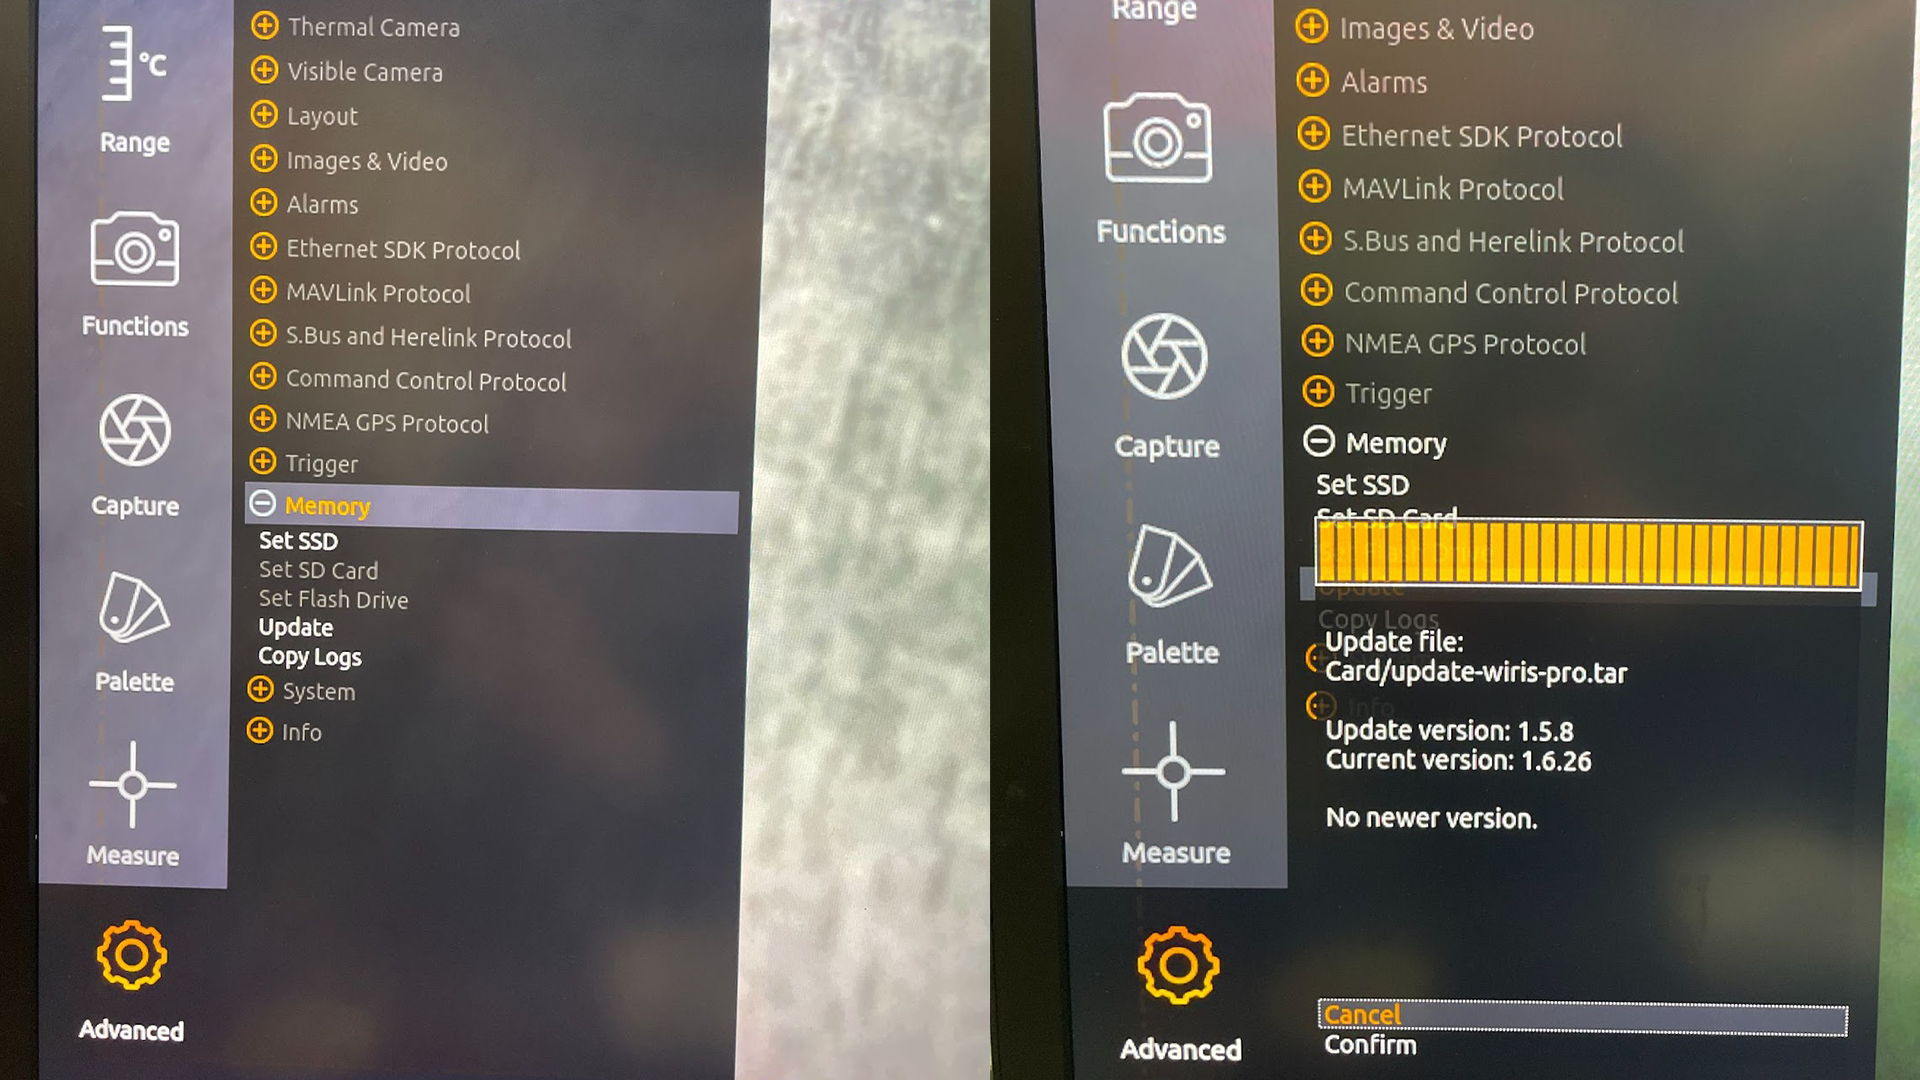 °C
Range
Functions
Capture
Palette
Measure
Advanced
Thermal Camera
Visible Camera
Layout
Images & Video
Alarms
Ethernet SDK Protocol
MAVLink Protocol
S.Bus and Herelink Protocol
Command Control Protocol
NMEA GPS Protocol
Trigger
Memory
Set SSD
Set SD Card
Set Flash Drive
Update
Copy Logs
System
Info
Range
Functions
Capture
Palette
Measure
Advanced
Images & Video
Alarms
Ethernet SDK Protocol
MAVLink Protocol
S.Bus and Herelink Protocol
Command Control Protocol
NMEA GPS Protocol
Trigger
Memory
Set SSD
Set SD Card
Update
Copy Logs
Update file:
Card/update-wiris-pro.tar
Info
Update version: 1.5.8
Current version: 1.6.26
No newer version.
Cancel
Confirm